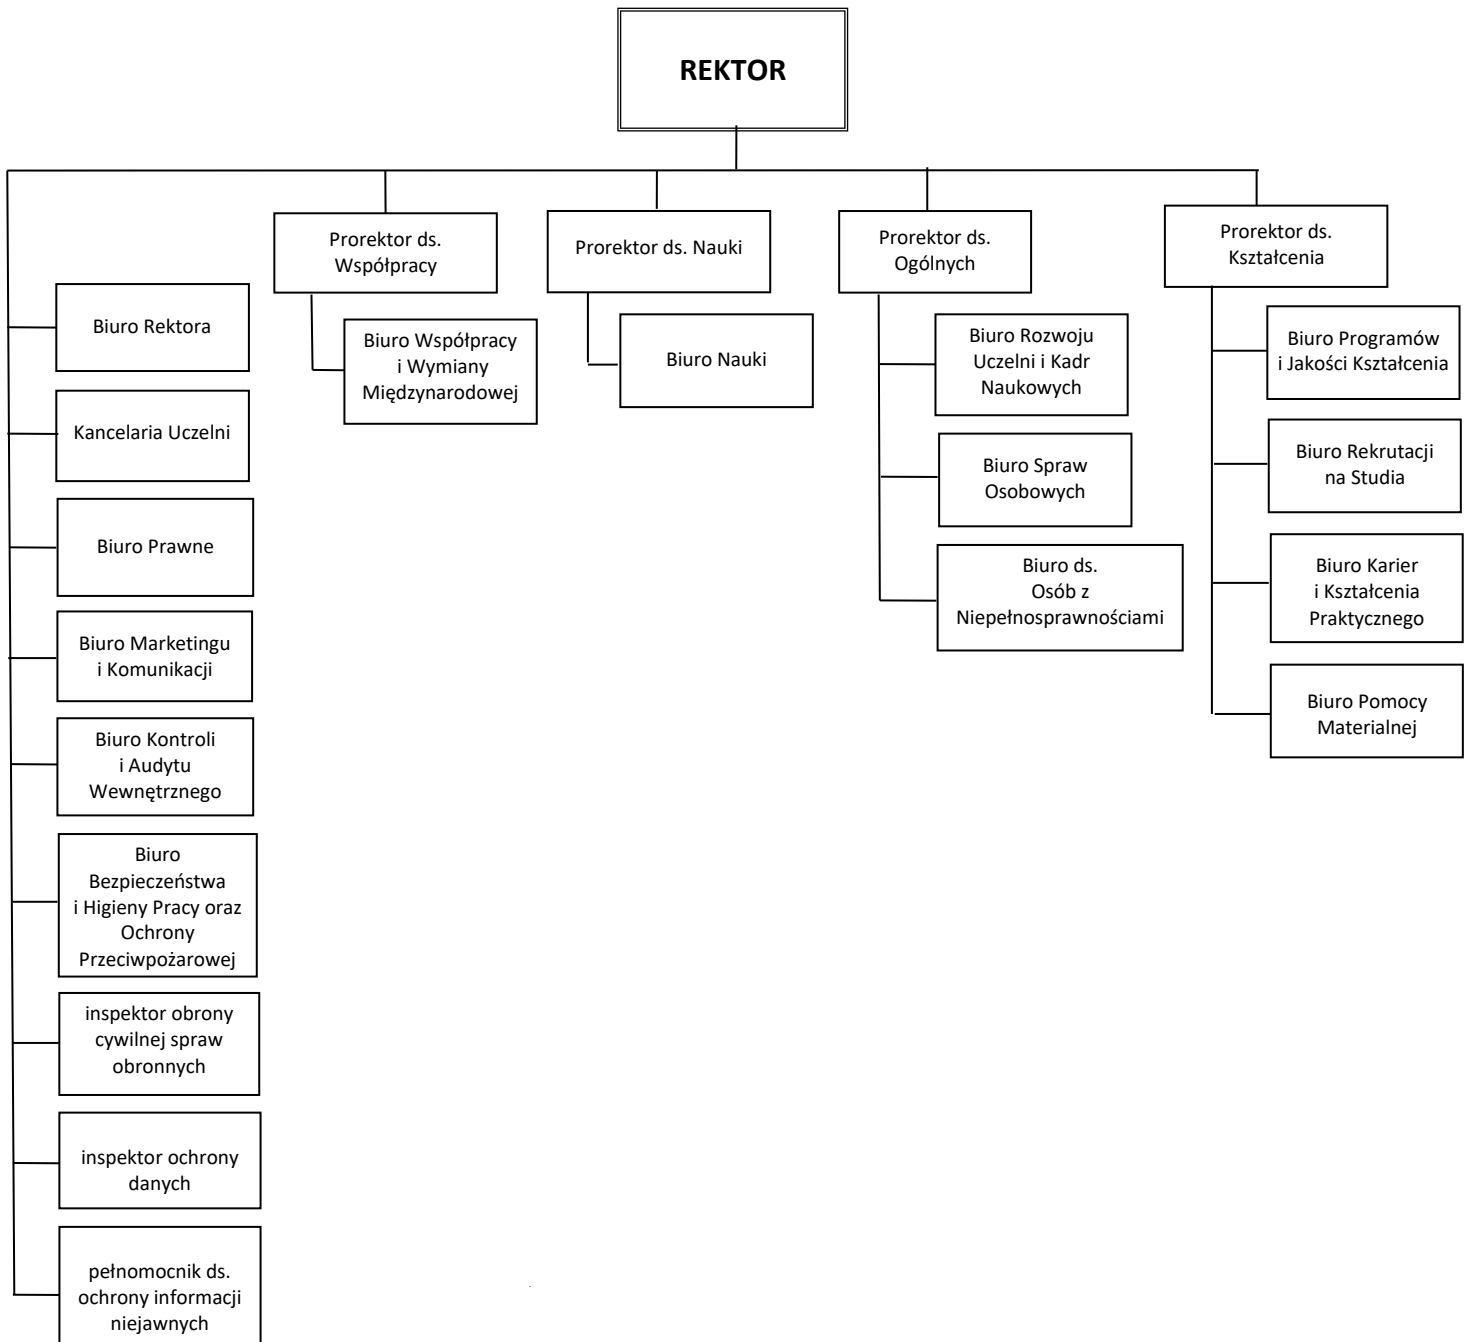 REKTOR
Prorektor ds.
Współpracy
Prorektor ds. Nauki
Prorektor ds.
Ogólnych
Prorektor ds.
Kształcenia
Biuro Rektora
Kancelaria Uczelni
Biuro Prawne
Biuro Marketingu
i Komunikacji
Biuro Kontroli
i Audytu
Wewnętrznego
Biuro
Bezpieczeństwa
i Higieny Pracy oraz
Ochrony
Przeciwpożarowej
inspektor obrony
cywilnej spraw
obronnych
inspektor ochrony
danych
pełnomocnik ds.
ochrony informacji
niejawnych
Biuro Współpracy
i Wymiany
Międzynarodowej
Biuro Nauki
Biuro Rozwoju
Uczelni i Kadr
Naukowych
Biuro Spraw
Osobowych
Biuro ds.
Osób z
Niepełnosprawnościami
Biuro Programów
i Jakości Kształcenia
Biuro Rekrutacji
na Studia
Biuro Karier
i Kształcenia
Praktycznego
Biuro Pomocy
Materialnej